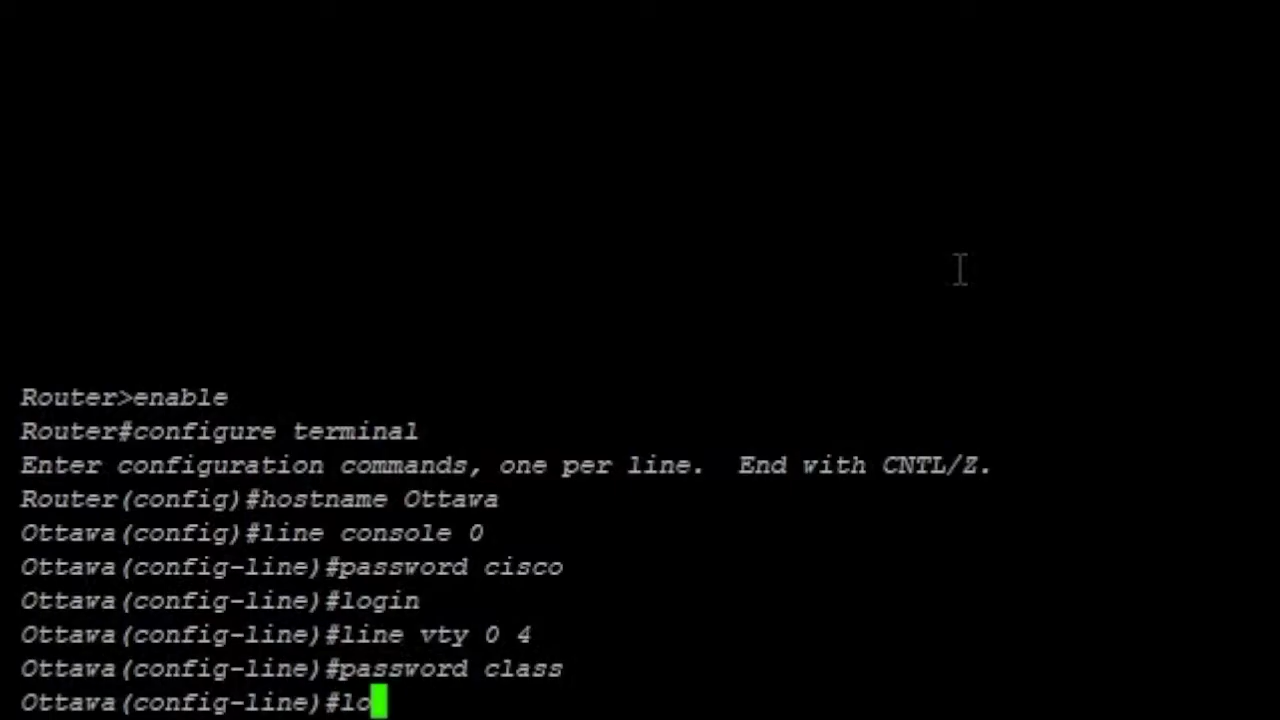 Router>enable
Router#configure terminal
Enter configuration commands, one per line.  End with CNTL/Z.
Router(config)#hostname Ottawa
Ottawa(config)#line console 0
Ottawa(config-line)#password cisco
Ottawa(config-line)#login
Ottawa(config-line)#line vty 0 4
Ottawa(config-line)#password class
Ottawa(config-line)#lo